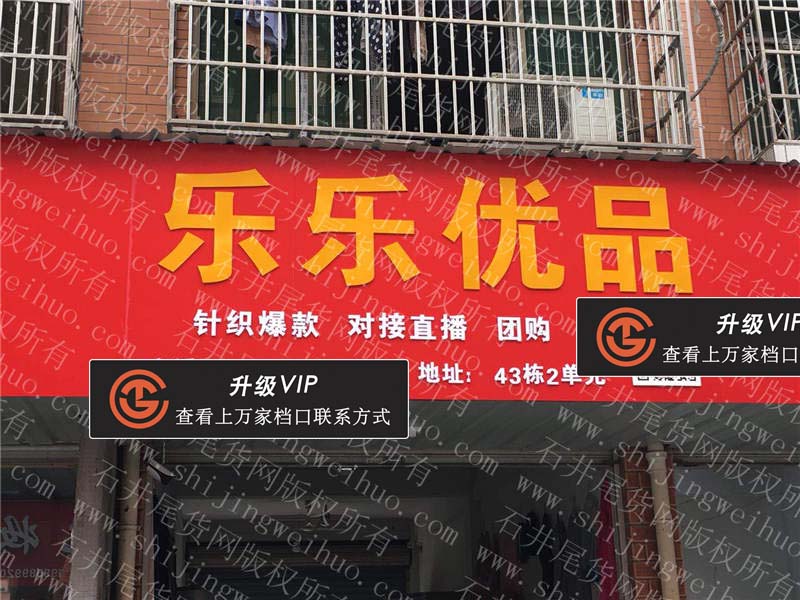 乐乐优品
针织爆款 对接直播 团购
地址： 43栋2单元
升级VIP
查看上万家档口
升级VIP
查看上万家档口联系方式
石井尾货网版权所有
www.shijingweihuo.com